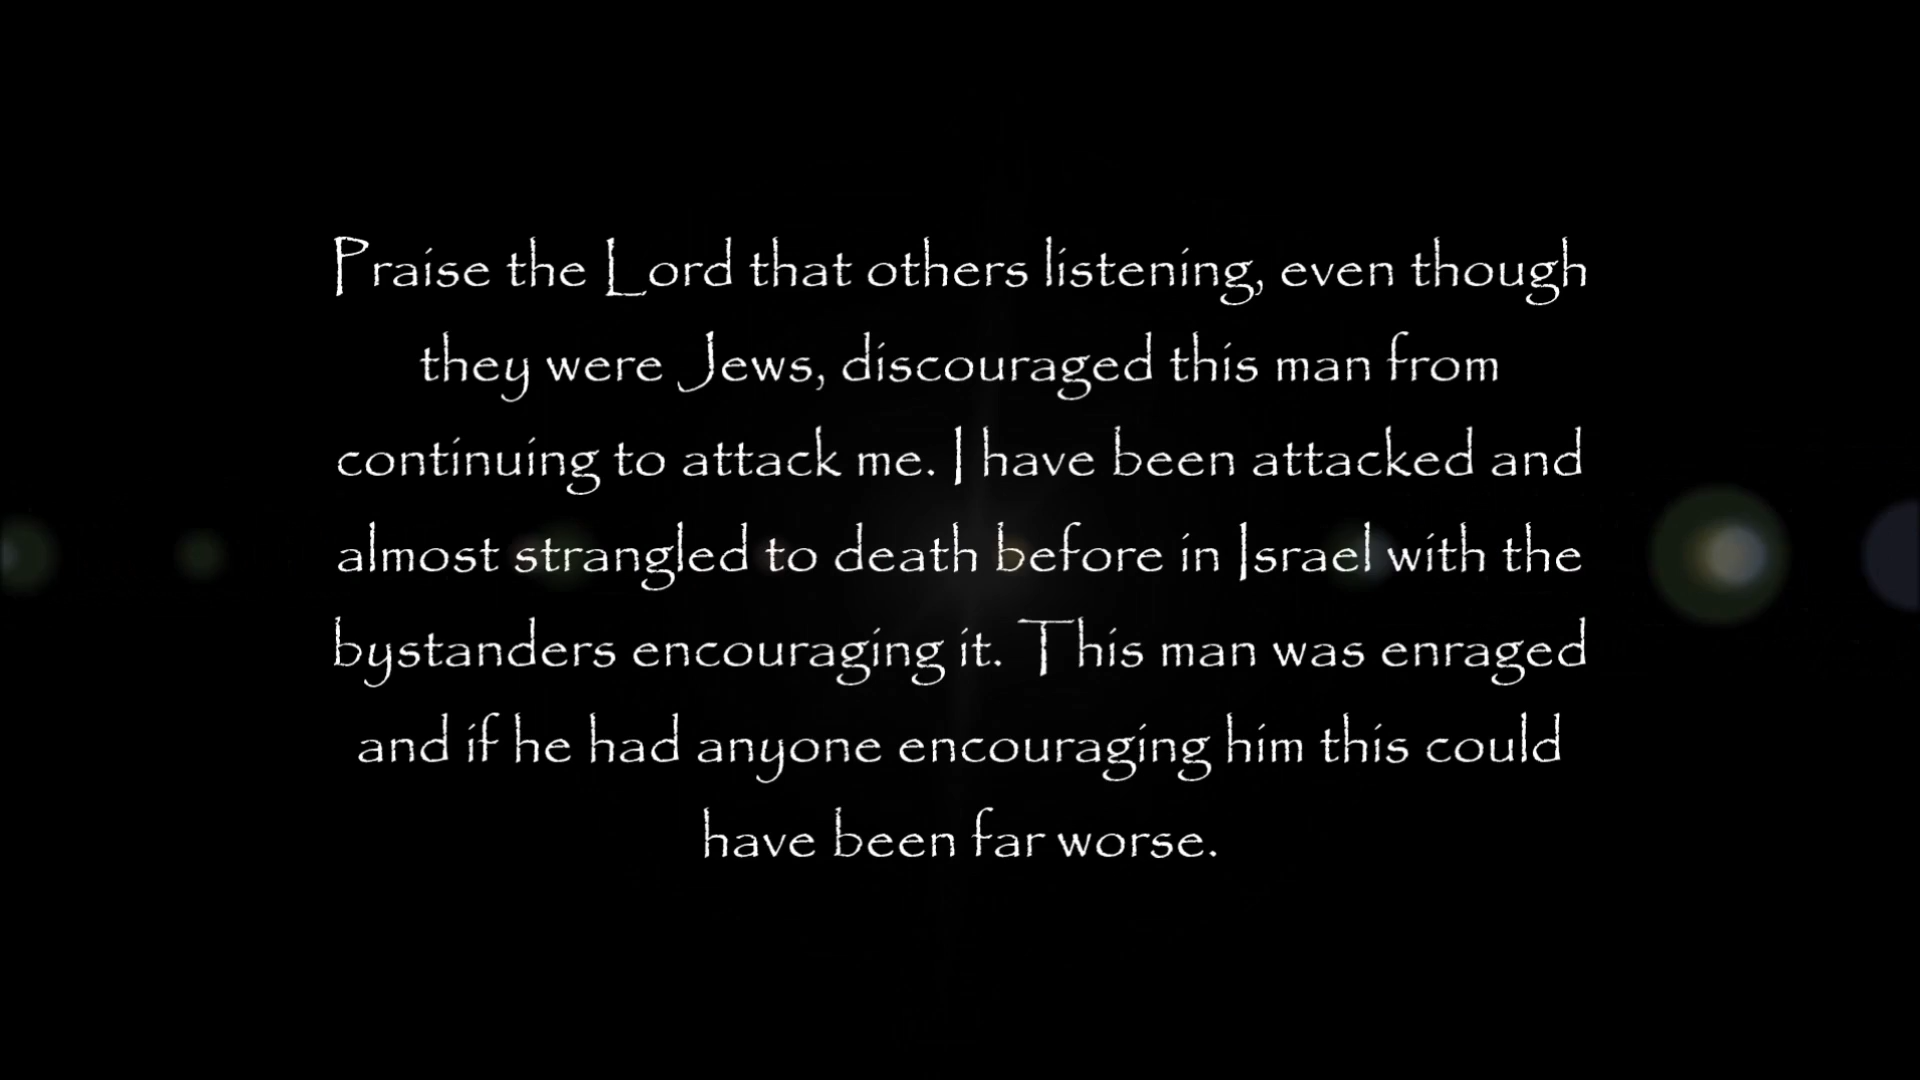 Praise the Lord that others listening, even though
they were Jews, discouraged this man from
continuing to attack me. I have been attacked and
almost strangled to death before in Israel with the
bystanders encouraging it. This man was enraged
and if he had anyone encouraging him this could
have been far worse.